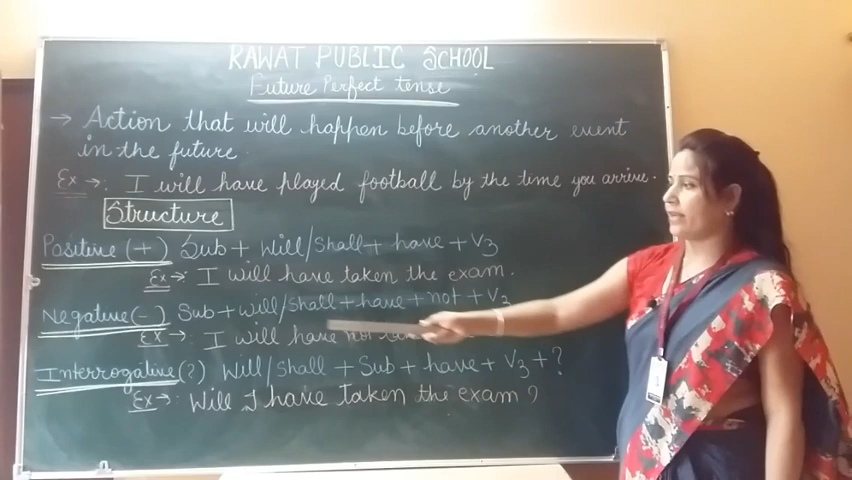 RAWAT PUBLIC SCHOOL
Future Perfect tense
→ Action that will happen before another event
in the future.
Ex →: I will have played football by the time you arrive.
Structure
Positive (+) Sub + Will/Shall + have + V3
Ex →: I will have taken the exam.
Negative (-) Sub + will/shall + have + not + V3
Ex →: I will have not
Interrogative (?) Will/Shall + Sub + have + V3 + ?
Ex →: Will I have taken the exam ?